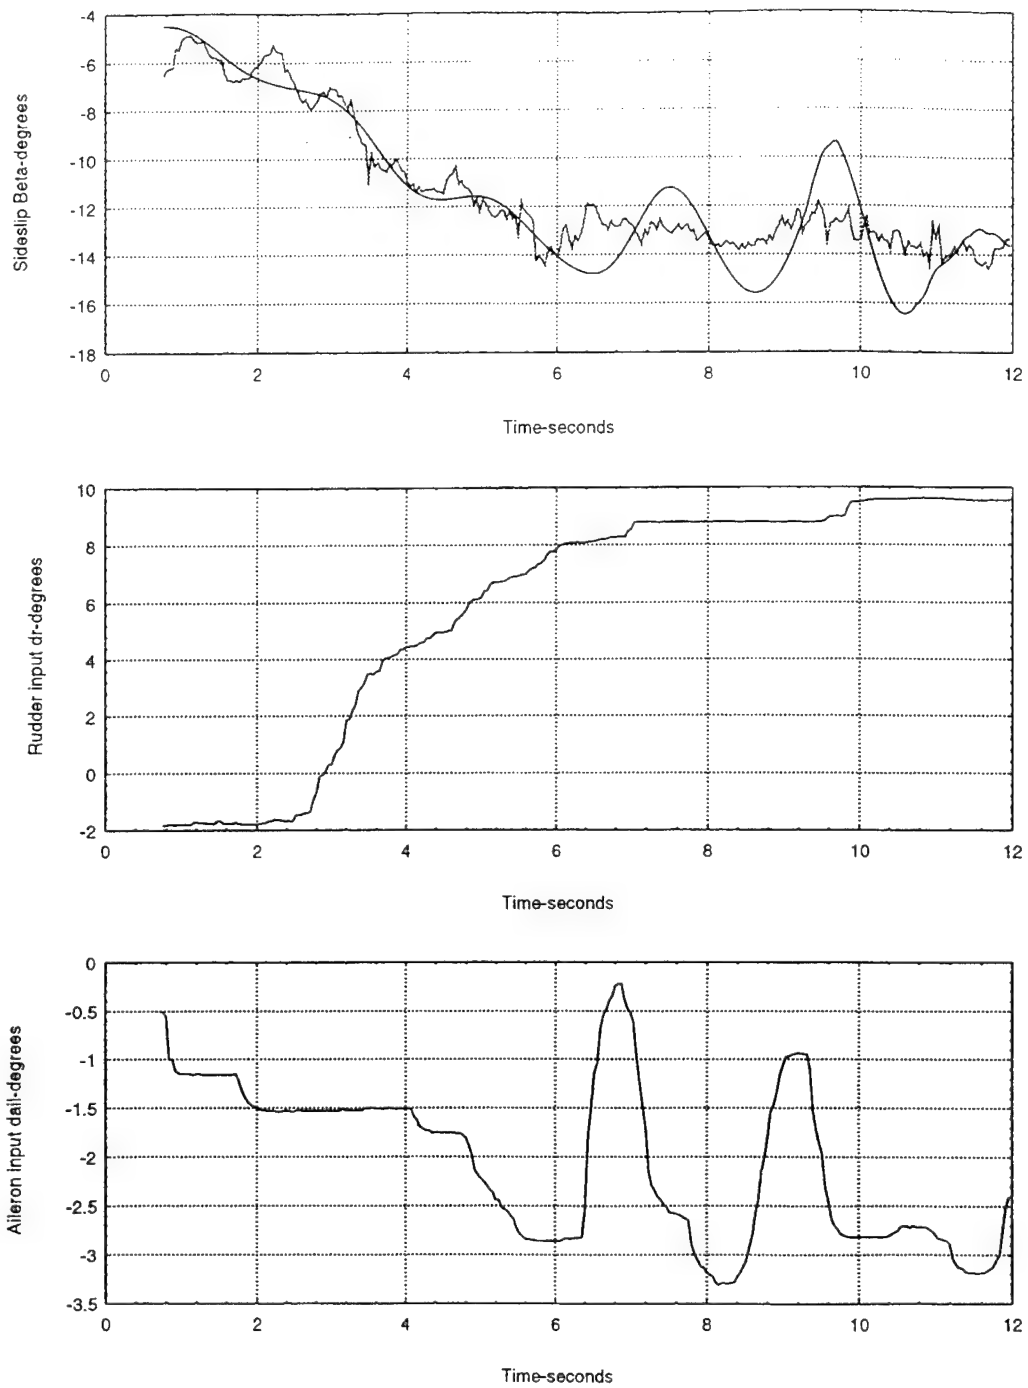 -4
-6
-8
-10
-12
-14
-16
-18
Sideslip Beta-degrees
0 2 4 6 8 10 12
Time-seconds
10
8
6
4
2
0
-2
Rudder input dr-degrees
0 2 4 6 8 10 12
Time-seconds
0
-0.5
-1
-1.5
-2
-2.5
-3
-3.5
Aileron input dail-degrees
0 2 4 6 8 10 12
Time-seconds